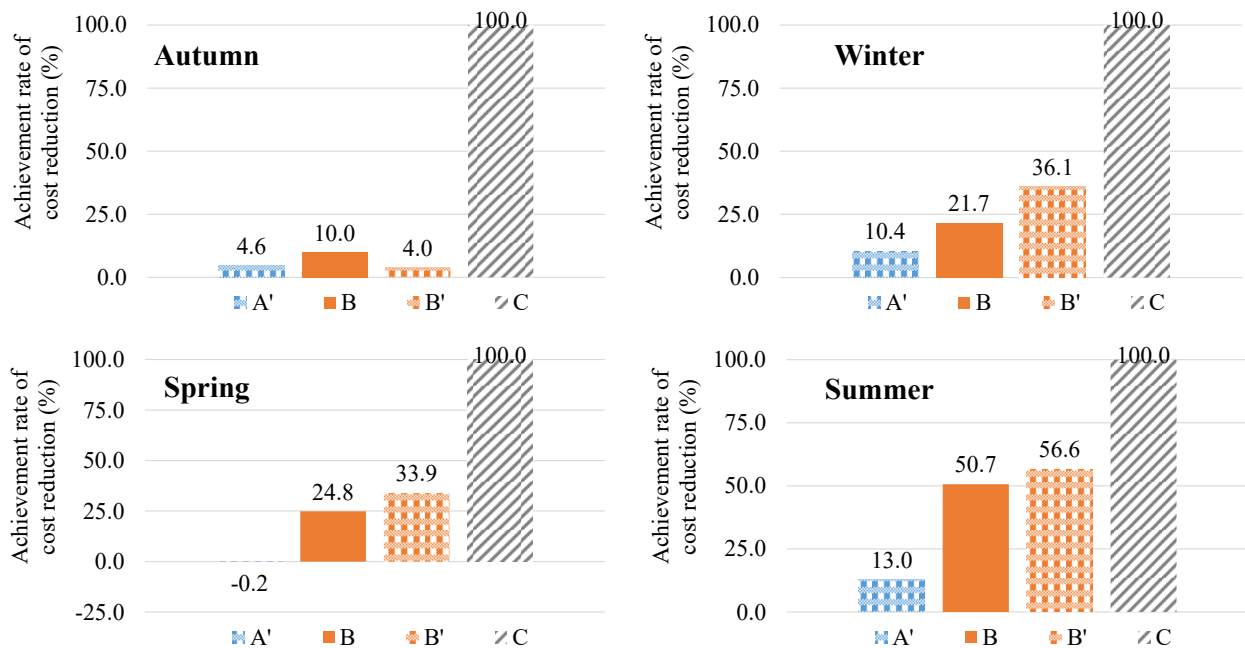 Achievement rate of
cost reduction (%)
100.0
75.0
50.0
25.0
0.0
Autumn
4.6
10.0
4.0
100.0
A'
B
B'
C
Achievement rate of
cost reduction (%)
100.0
75.0
50.0
25.0
0.0
Winter
10.4
21.7
36.1
100.0
A'
B
B'
C
Achievement rate of
cost reduction (%)
100.0
75.0
50.0
25.0
0.0
-25.0
Spring
-0.2
24.8
33.9
100.0
A'
B
B'
C
Achievement rate of
cost reduction (%)
100.0
75.0
50.0
25.0
0.0
Summer
13.0
50.7
56.6
100.0
A'
B
B'
C